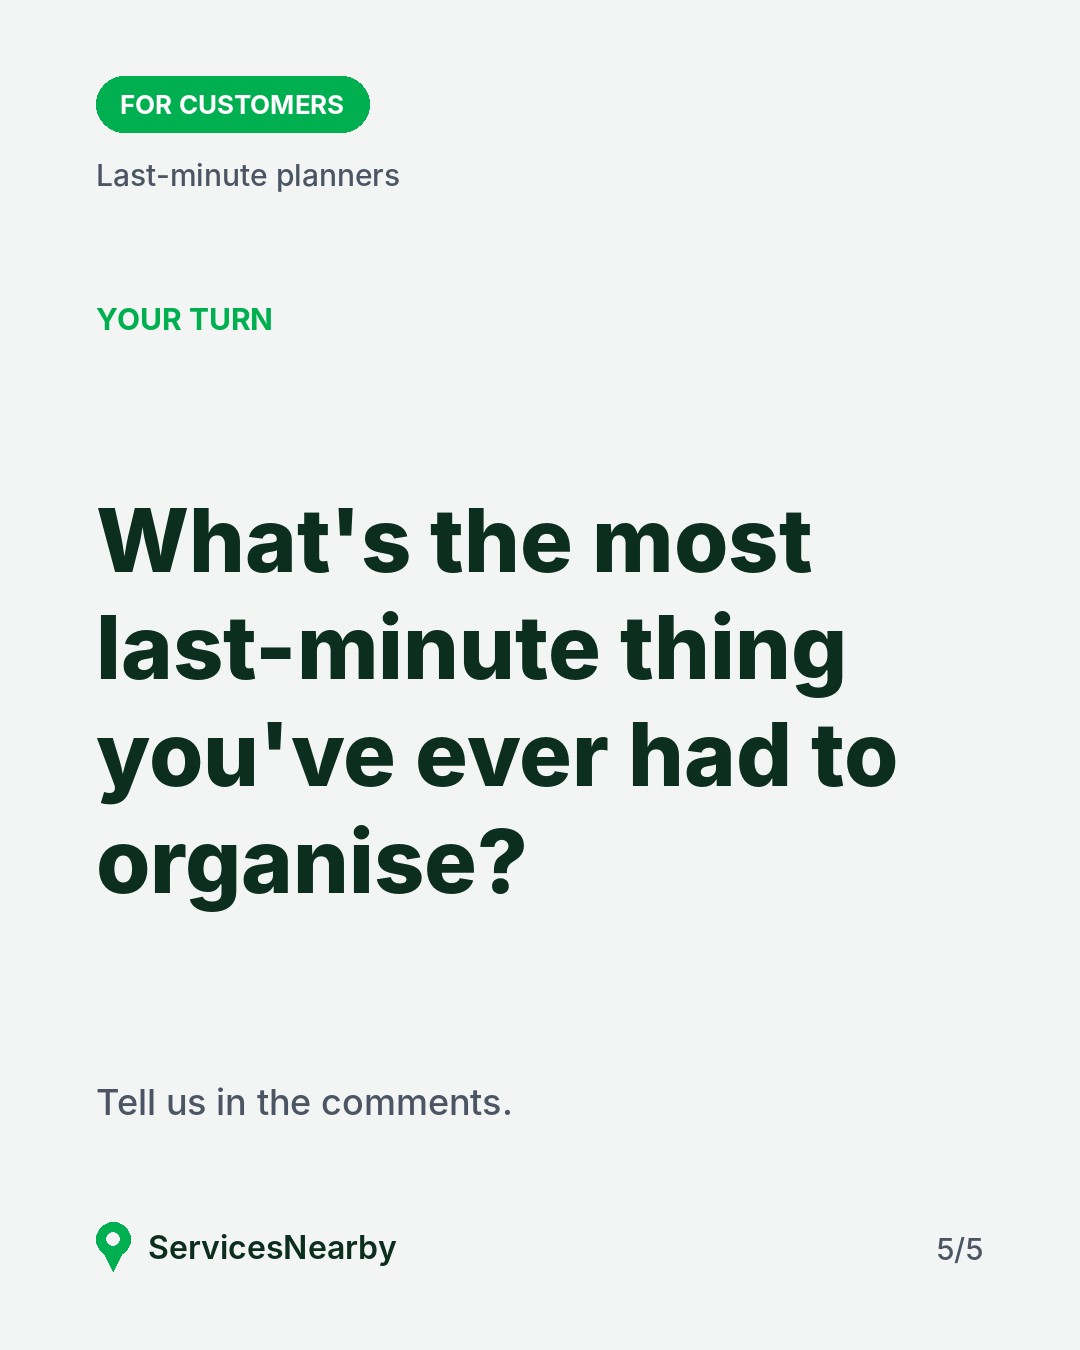 FOR CUSTOMERS
Last-minute planners
YOUR TURN
What's the most
last-minute thing
you've ever had to
organise?
Tell us in the comments.
ServicesNearby
5/5